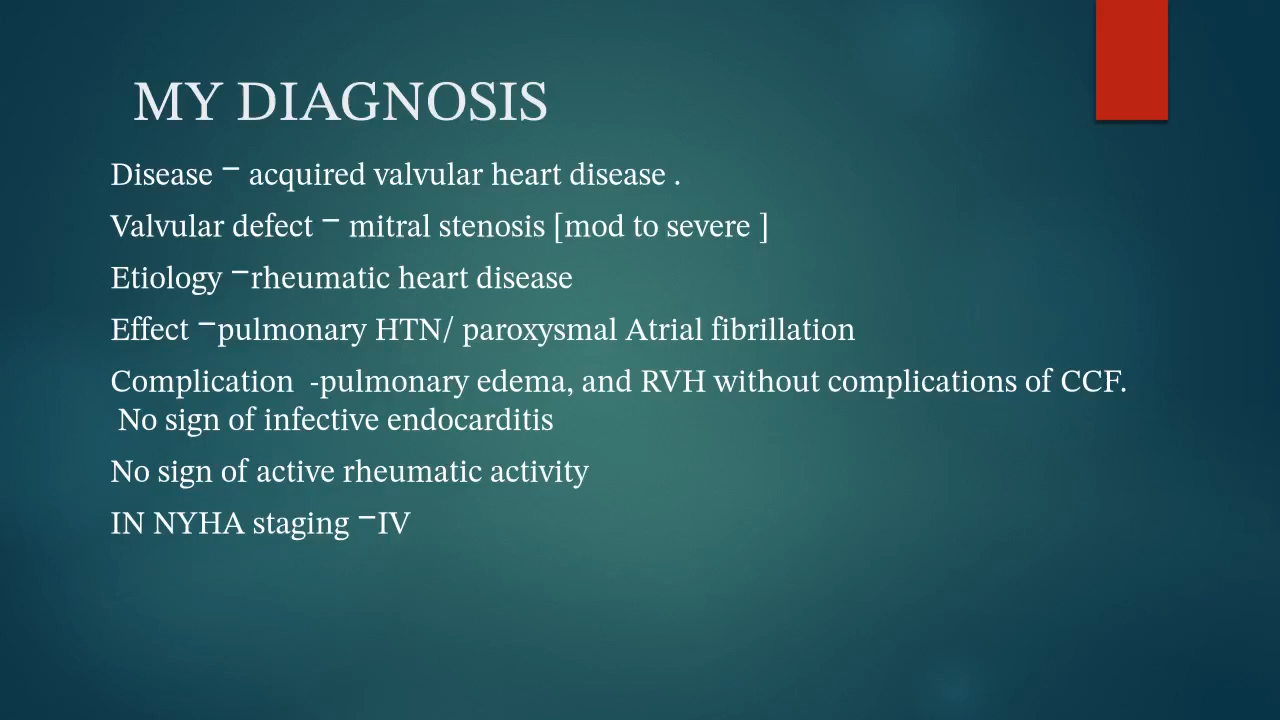 MY DIAGNOSIS
Disease – acquired valvular heart disease .
Valvular defect – mitral stenosis [mod to severe ]
Etiology –rheumatic heart disease
Effect –pulmonary HTN/ paroxysmal Atrial fibrillation
Complication  -pulmonary edema, and RVH without complications of CCF.
No sign of infective endocarditis
No sign of active rheumatic activity
IN NYHA staging –IV